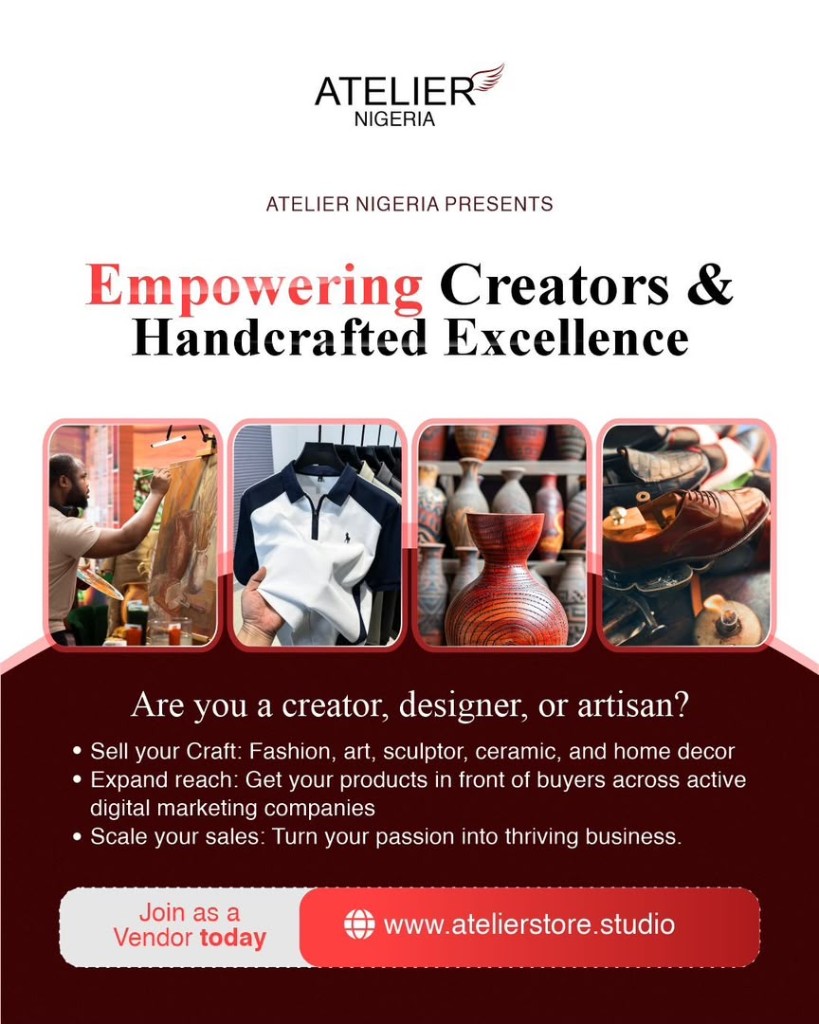 ATELIER
NIGERIA
ATELIER NIGERIA PRESENTS
Empowering Creators &
Handcrafted Excellence
Are you a creator, designer, or artisan?
• Sell your Craft: Fashion, art, sculptor, ceramic, and home decor
• Expand reach: Get your products in front of buyers across active
digital marketing companies
• Scale your sales: Turn your passion into thriving business.
Join as a
Vendor today
www.atelierstore.studio